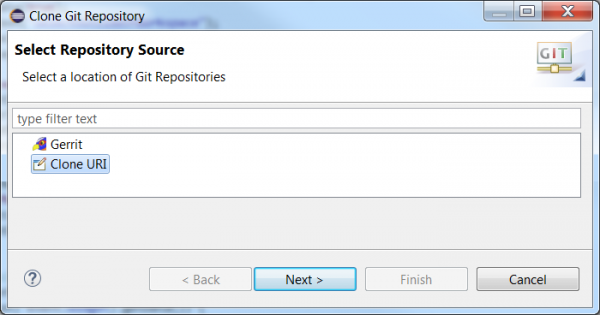 Clone Git Repository
Select Repository Source
GIT
Select a location of Git Repositories
type filter text
Gerrit
Clone URI
?
< Back
Next >
Finish
Cancel